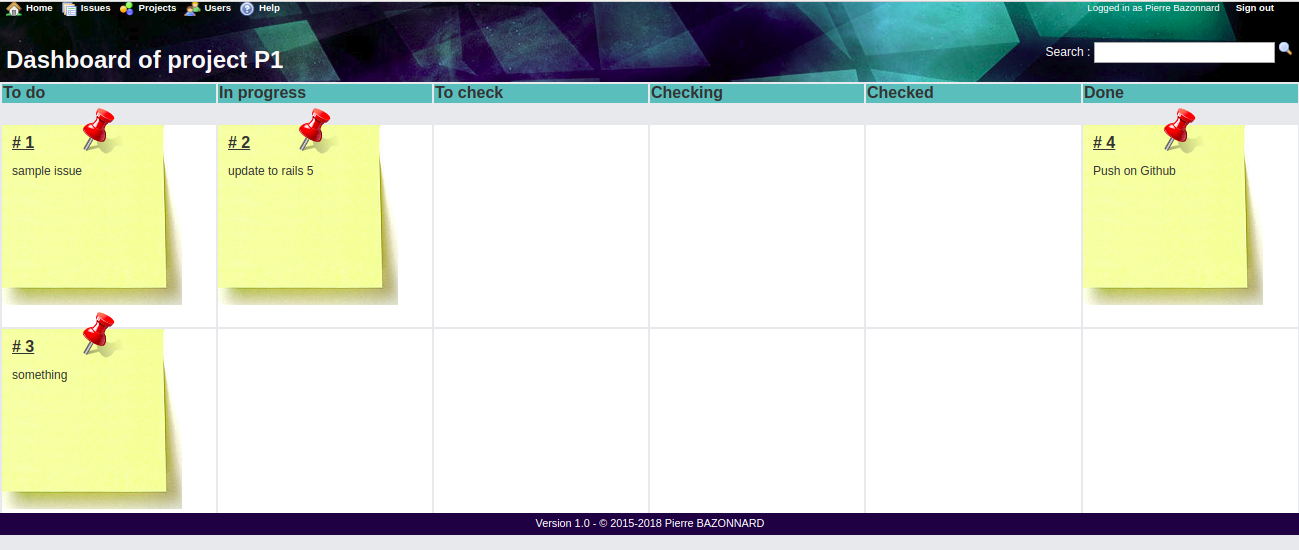 Home Issues Projects Users Help Logged in as Pierre Bazonnard Sign out
Dashboard of project P1
Search :
To do In progress To check Checking Checked Done
# 1 # 2 # 4
sample issue update to rails 5 Push on Github
# 3
something
Version 1.0 - © 2015-2018 Pierre BAZONNARD